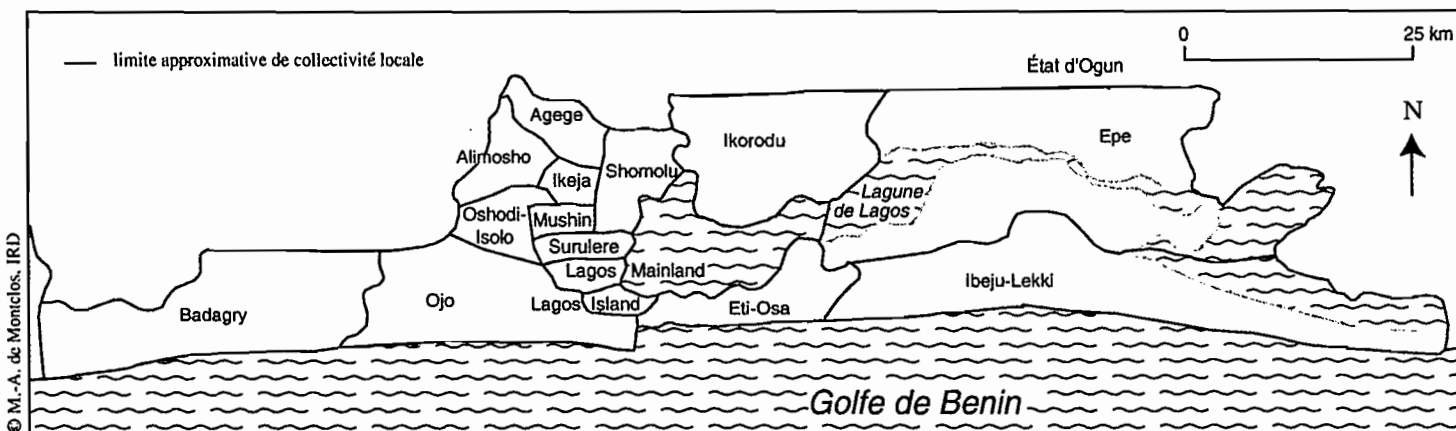 0 25 km
limite approximative de collectivité locale
État d'Ogun
N
Agege
Ikorodu
Epe
Alimosho
Shomolu
Ikeja
Lagune
de Lagos
Oshodi-
Isolo
Mushin
Surulere
Lagos Mainland
Ibeju-Lekki
Badagry
Ojo
Lagos Island
Eti-Osa
Golfe de Benin
© M.-A. de Montclos, IRD